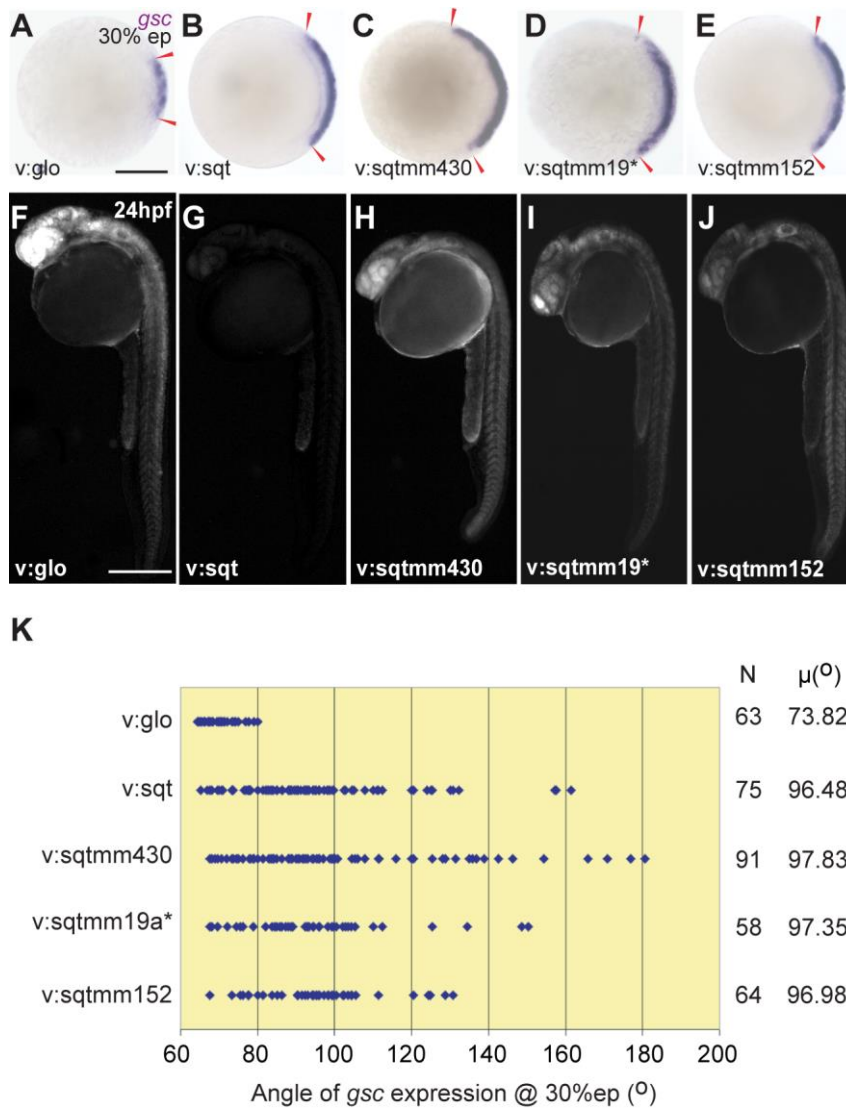 A
gsc
30% ep
v:glo
B
v:sqt
C
v:sqtmm430
D
v:sqtmm19*
E
v:sqtmm152
F
24hpf
v:glo
G
v:sqt
H
v:sqtmm430
I
v:sqtmm19*
J
v:sqtmm152
K
N μ(O)
v:glo 63 73.82
v:sqt 75 96.48
v:sqtmm430 91 97.83
v:sqtmm19a* 58 97.35
v:sqtmm152 64 96.98
60 80 100 120 140 160 180 200
Angle of gsc expression @ 30%ep (O)